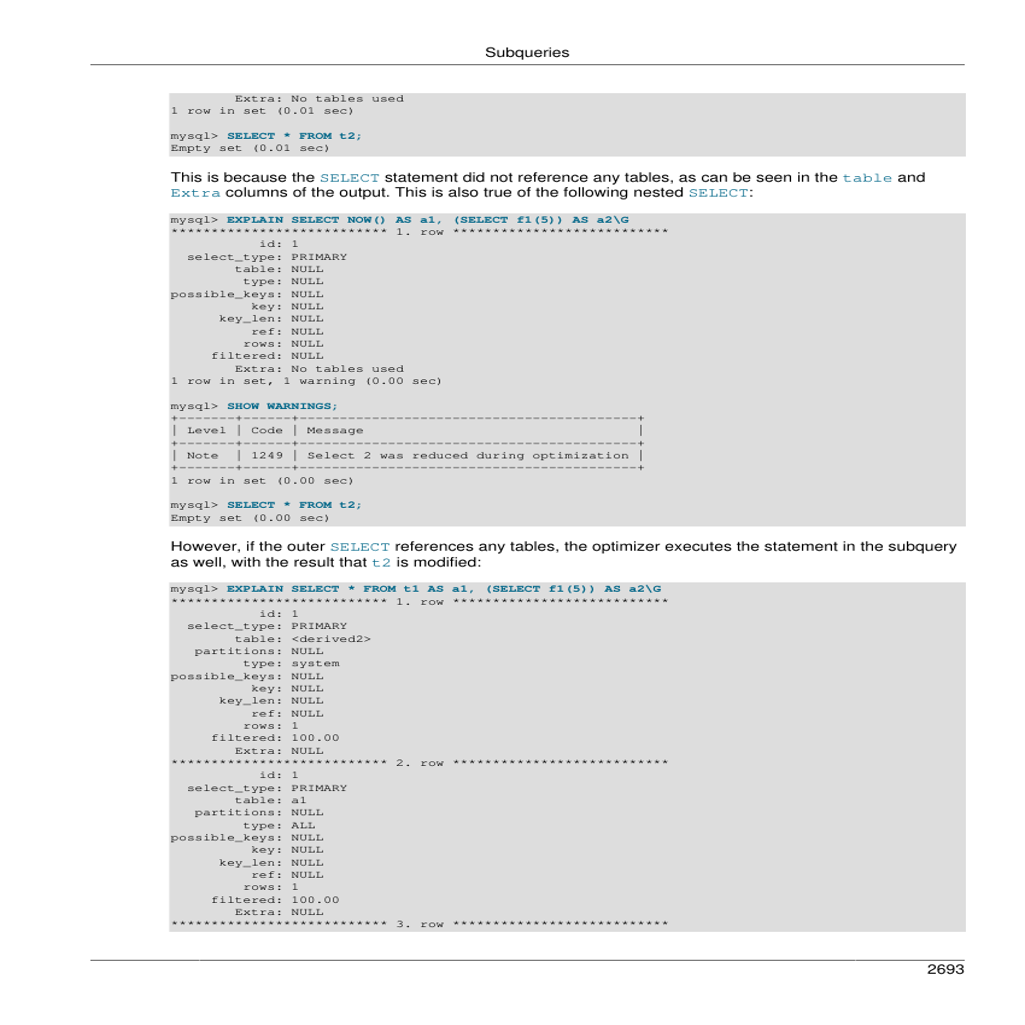 Subqueries
Extra: No tables used
1 row in set (0.01 sec)
mysql> SELECT * FROM t2;
Empty set (0.01 sec)
This is because the SELECT statement did not reference any tables, as can be seen in the table and
Extra columns of the output. This is also true of the following nested SELECT:
mysql> EXPLAIN SELECT NOW() AS a1, (SELECT f1(5)) AS a2\G
*************************** 1. row ***************************
id: 1
select_type: PRIMARY
table: NULL
type: NULL
possible_keys: NULL
key: NULL
key_len: NULL
ref: NULL
rows: NULL
filtered: NULL
Extra: No tables used
1 row in set, 1 warning (0.00 sec)
mysql> SHOW WARNINGS;
+-------+------+------------------------------------------+
| Level | Code | Message                                  |
+-------+------+------------------------------------------+
| Note  | 1249 | Select 2 was reduced during optimization |
+-------+------+------------------------------------------+
1 row in set (0.00 sec)
mysql> SELECT * FROM t2;
Empty set (0.00 sec)
However, if the outer SELECT references any tables, the optimizer executes the statement in the subquery
as well, with the result that t2 is modified:
mysql> EXPLAIN SELECT * FROM t1 AS a1, (SELECT f1(5)) AS a2\G
*************************** 1. row ***************************
id: 1
select_type: PRIMARY
table: <derived2>
partitions: NULL
type: system
possible_keys: NULL
key: NULL
key_len: NULL
ref: NULL
rows: 1
filtered: 100.00
Extra: NULL
*************************** 2. row ***************************
id: 1
select_type: PRIMARY
table: a1
partitions: NULL
type: ALL
possible_keys: NULL
key: NULL
key_len: NULL
ref: NULL
rows: 1
filtered: 100.00
Extra: NULL
*************************** 3. row ***************************
2693